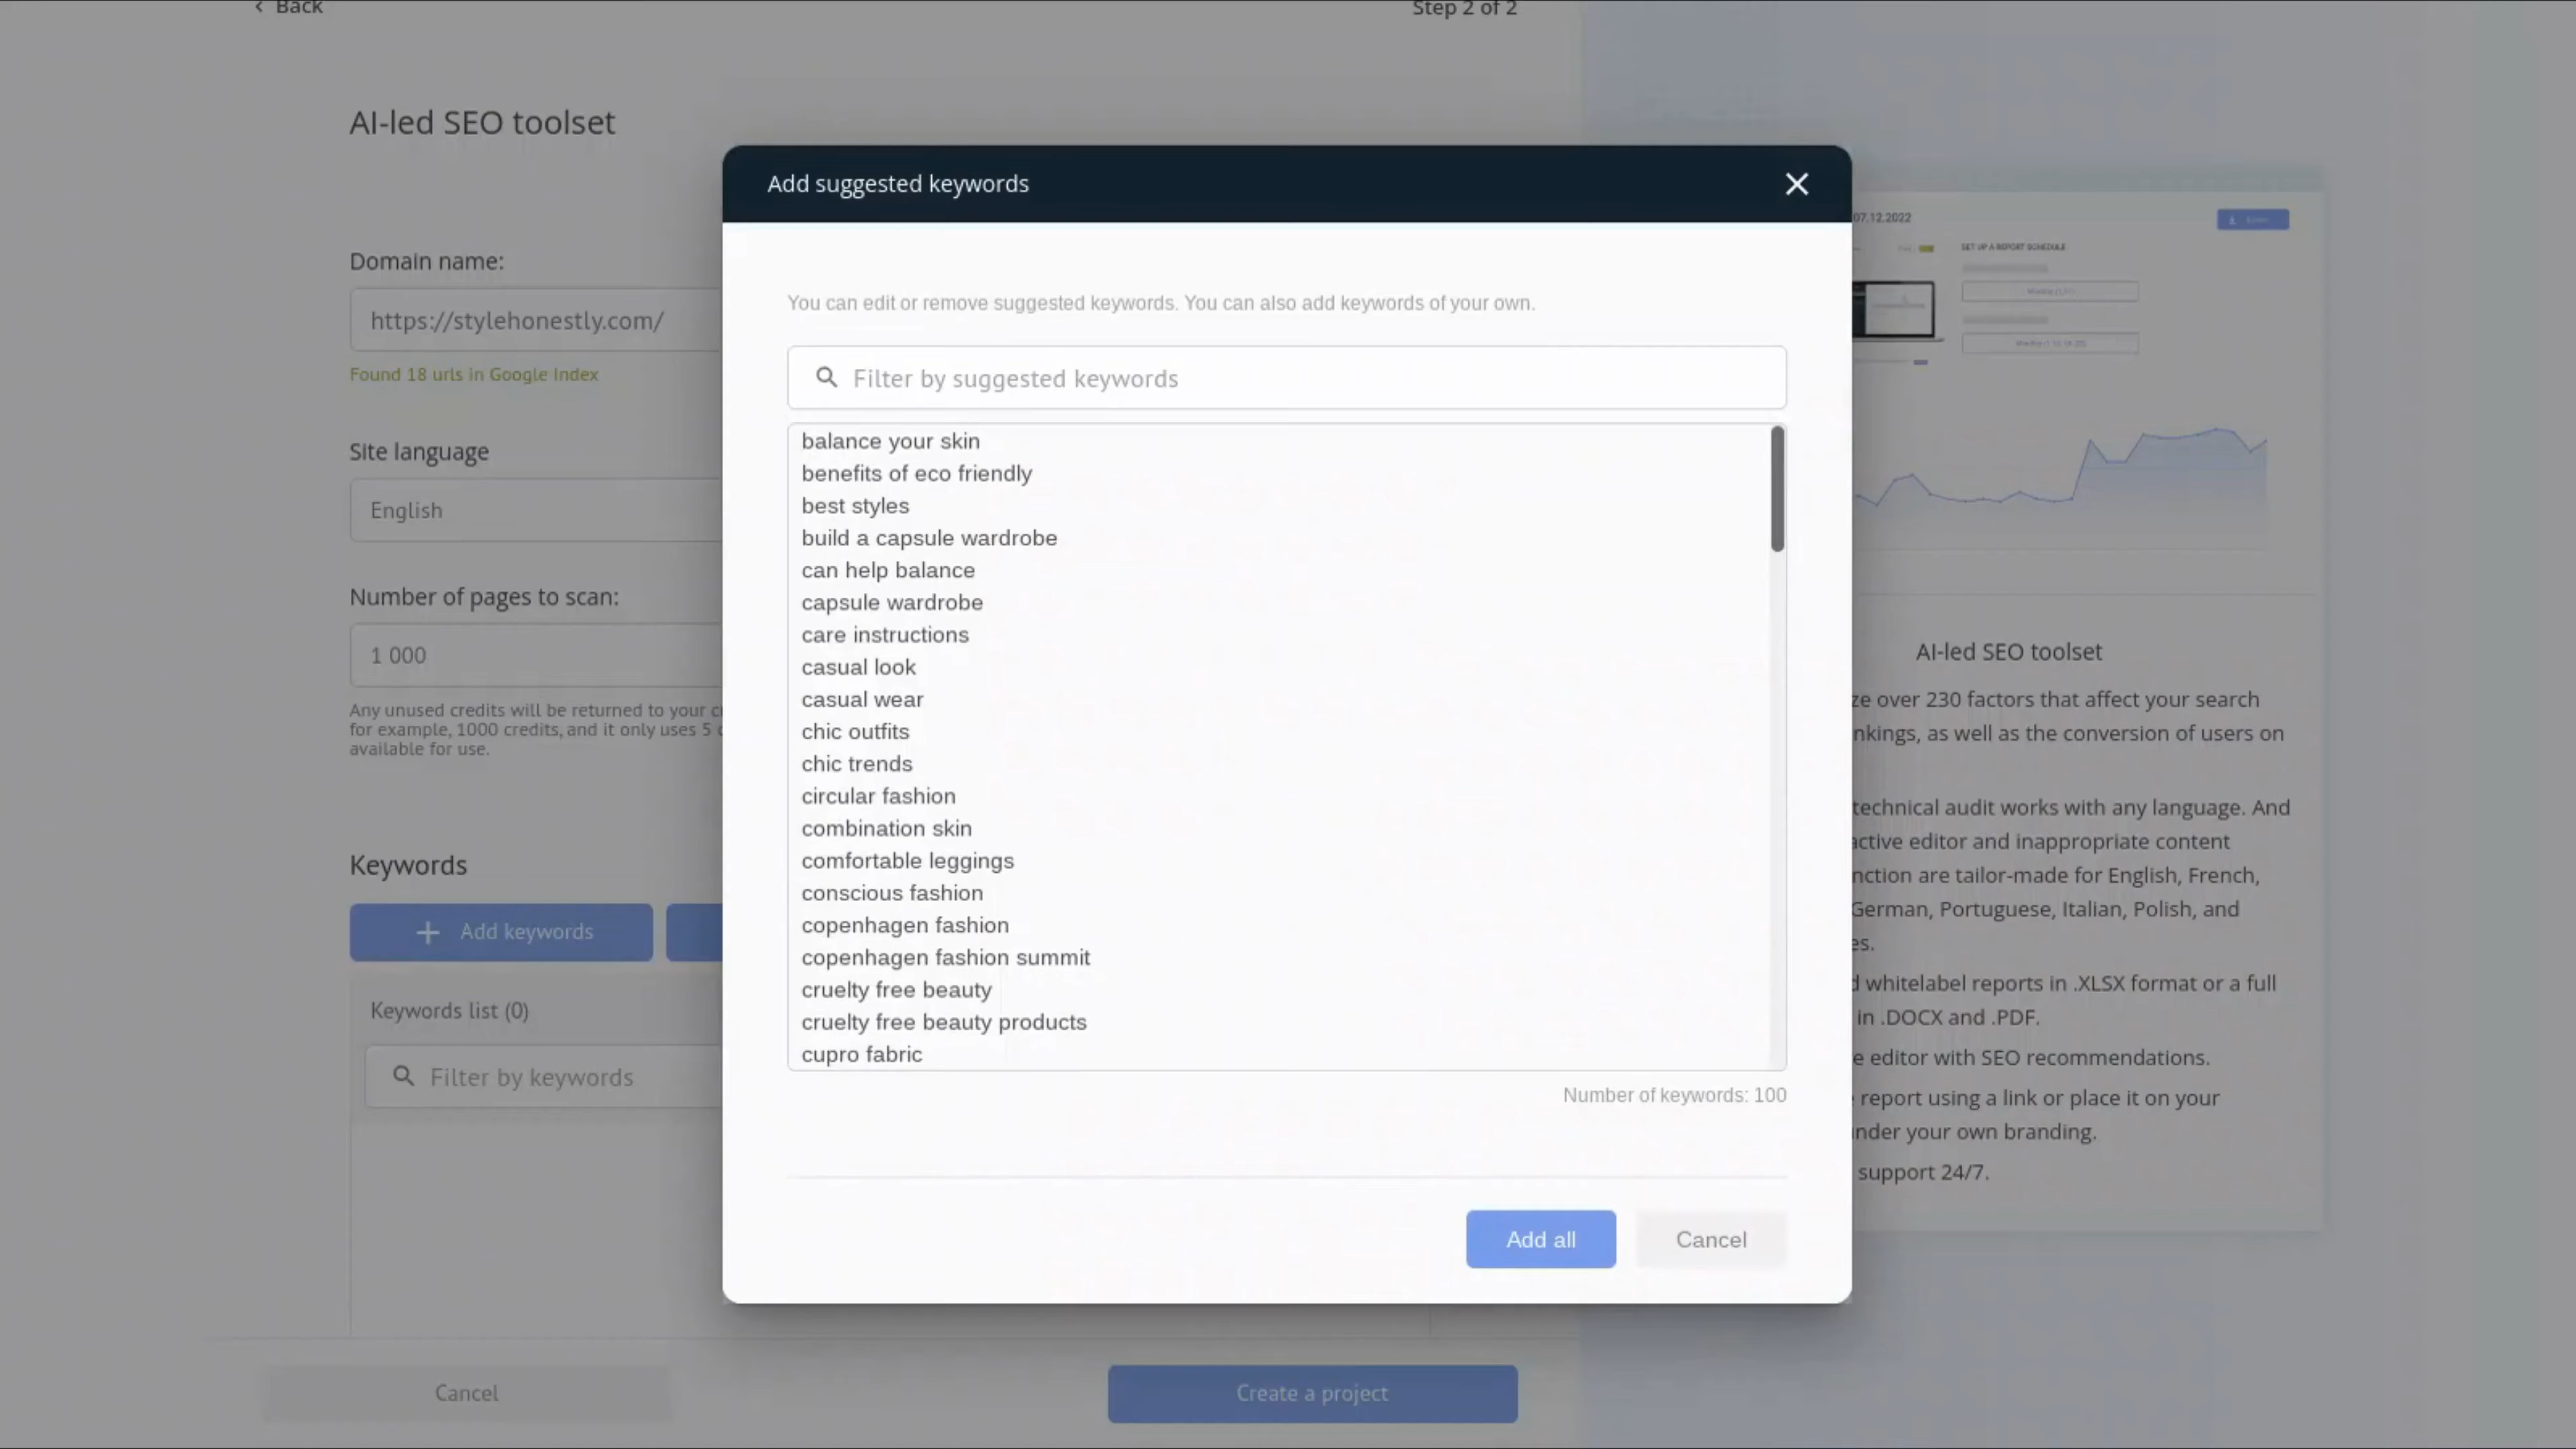 Back
Step 2 of 2
AI-led SEO toolset
Domain name:
https://stylehonestly.com/
Found 18 urls in Google Index
Site language
English
Number of pages to scan:
1 000
Any unused credits will be returned to your
for example, 1000 credits, and it only uses 5
available for use.
Keywords
Add keywords
Keywords list (0)
Filter by keywords
Cancel
Create a project
Add suggested keywords
You can edit or remove suggested keywords. You can also add keywords of your own.
Filter by suggested keywords
balance your skin
benefits of eco friendly
best styles
build a capsule wardrobe
can help balance
capsule wardrobe
care instructions
casual look
casual wear
chic outfits
chic trends
circular fashion
combination skin
comfortable leggings
conscious fashion
copenhagen fashion
copenhagen fashion summit
cruelty free beauty
cruelty free beauty products
cupro fabric
Number of keywords: 100
Add all
Cancel
07.12.2022
SET UP A REPORT SCHEDULE
AI-led SEO toolset
over 230 factors that affect your search
as well as the conversion of users on
technical audit works with any language. And
editor and inappropriate content
are tailor-made for English, French,
German, Portuguese, Italian, Polish, and
whitelabel reports in .XLSX format or a full
in .DOCX and .PDF.
editor with SEO recommendations.
report using a link or place it on your
under your own branding.
support 24/7.